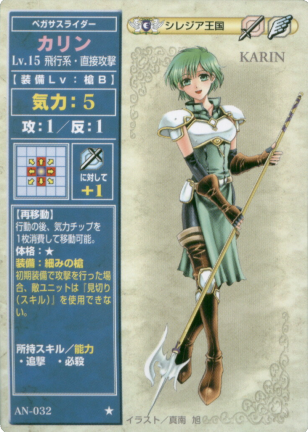 ペガサスライダー
カリン
Lv.15 飛行系・直接攻撃
【装備Lv:槍B】
気力:5
攻:1/反:1
に対して
+1
【再移動】
行動の後、気力チップを
1枚消費して移動可能。
体格:★
装備:細みの槍
初期装備で攻撃を行った場
合、敵ユニットは「見切り
(スキル)」を使用できな
い。
所持スキル/能力
・追撃 ・必殺
AN-032 ★
シレジア王国
KARIN
イラスト/真南 旭